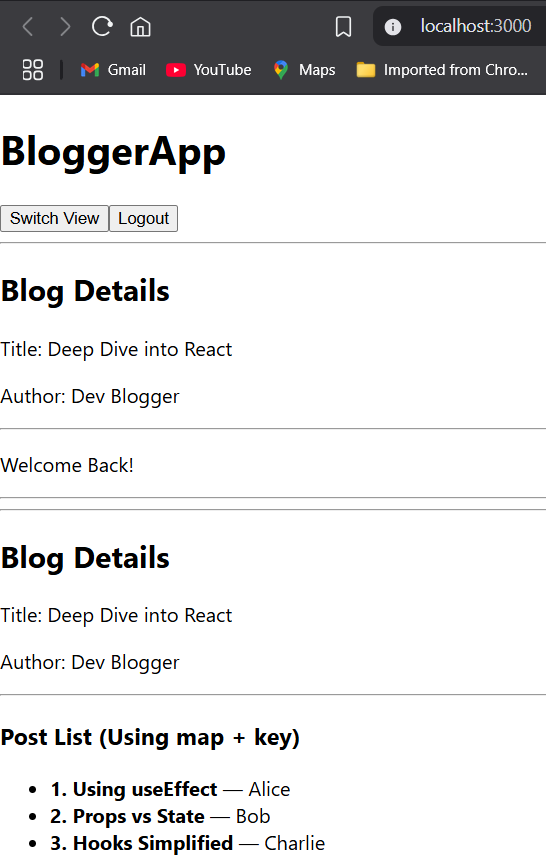 localhost:3000
Gmail YouTube Maps Imported from Chro...
BloggerApp
Switch View Logout
Blog Details
Title: Deep Dive into React
Author: Dev Blogger
Welcome Back!
Blog Details
Title: Deep Dive into React
Author: Dev Blogger
Post List (Using map + key)
• 1. Using useEffect — Alice
• 2. Props vs State — Bob
• 3. Hooks Simplified — Charlie